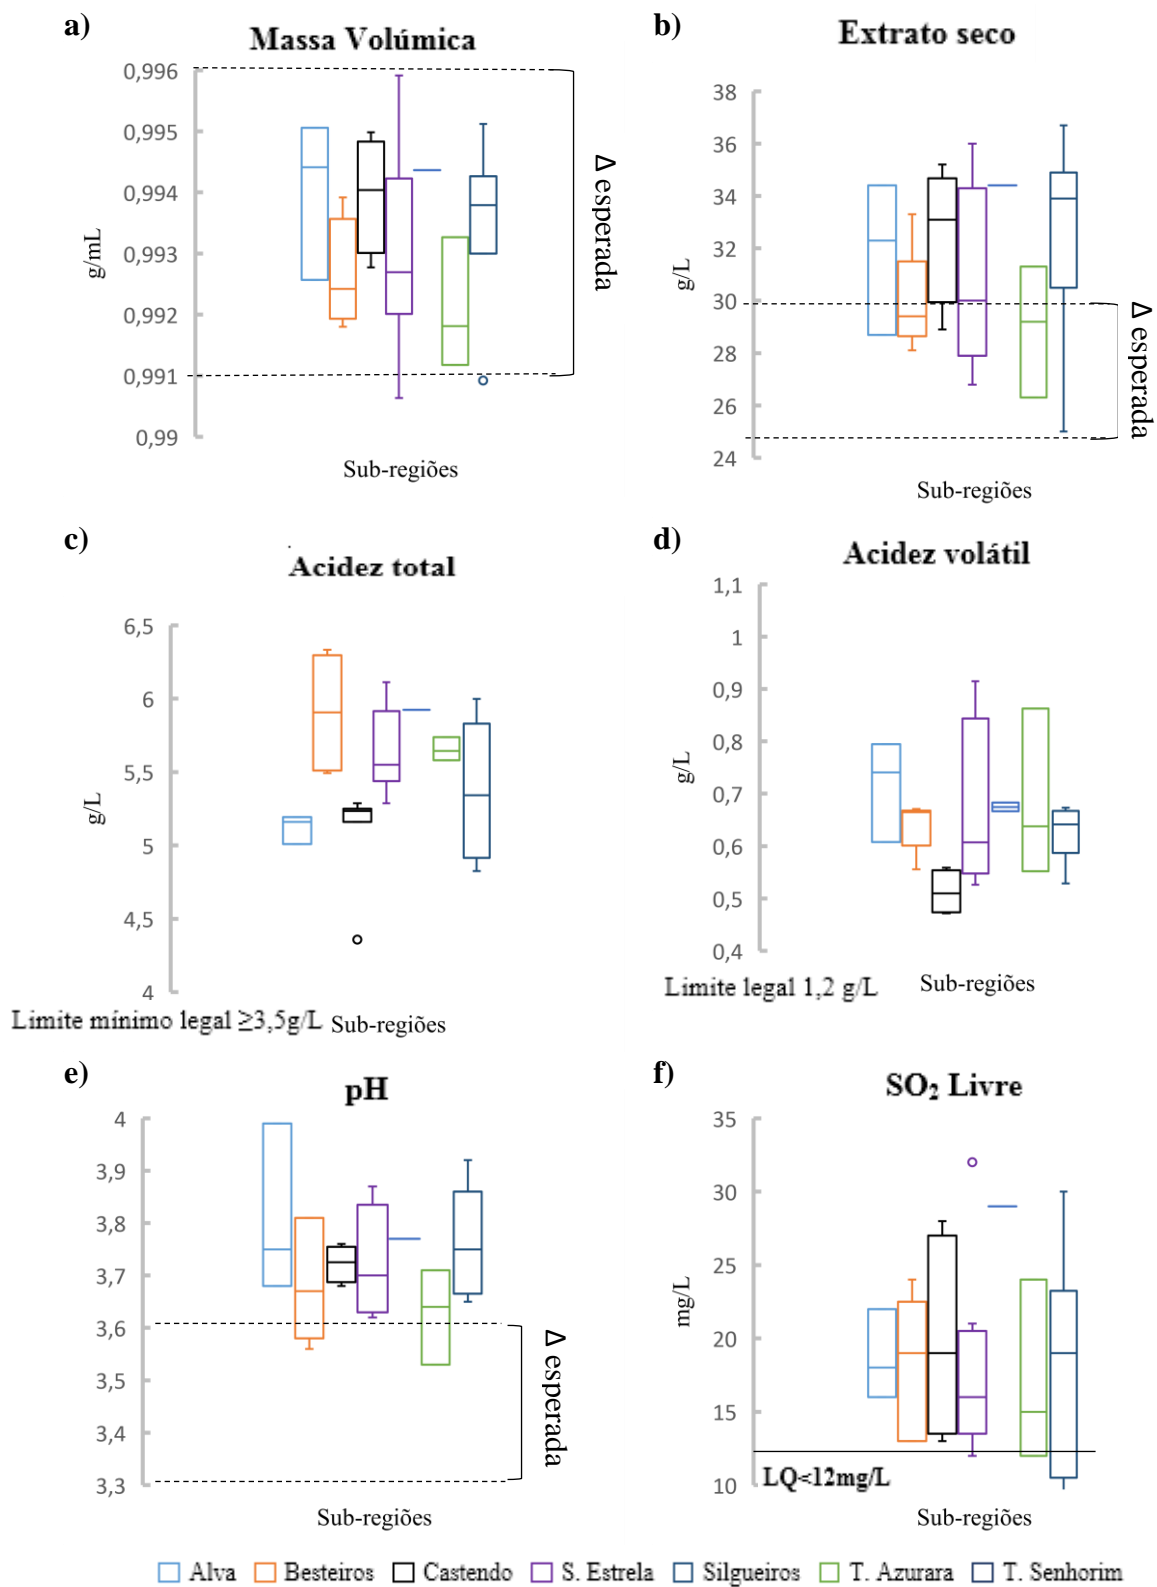 a)
Massa Volúmica
0,996
0,995
0,994
0,993
0,992
0,991
0,99
g/mL
Δ esperada
Sub-regiões
b)
Extrato seco
38
36
34
32
30
28
26
24
g/L
Δ esperada
Sub-regiões
c)
Acidez total
6,5
6
5,5
5
4,5
4
g/L
Limite mínimo legal ≥3,5g/L
Sub-regiões
d)
Acidez volátil
1,1
1
0,9
0,8
0,7
0,6
0,5
0,4
g/L
Limite legal 1,2 g/L
Sub-regiões
e)
pH
4
3,9
3,8
3,7
3,6
3,5
3,4
3,3
Δ esperada
Sub-regiões
f)
SO₂ Livre
35
30
25
20
15
10
mg/L
LQ<12mg/L
Sub-regiões
Alva Besteiros Castendo S. Estrela Silgueiros T. Azurara T. Senhorim